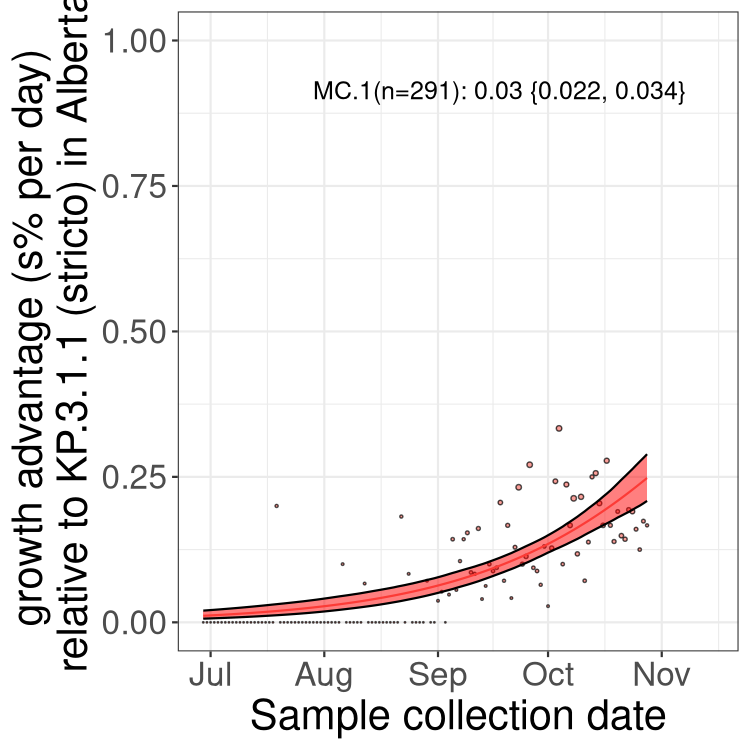 growth advantage (s% per day)
relative to KP.3.1.1 (stricto) in Alberta
1.00
0.75
0.50
0.25
0.00
MC.1(n=291): 0.03 {0.022, 0.034}
Jul Aug Sep Oct Nov
Sample collection date